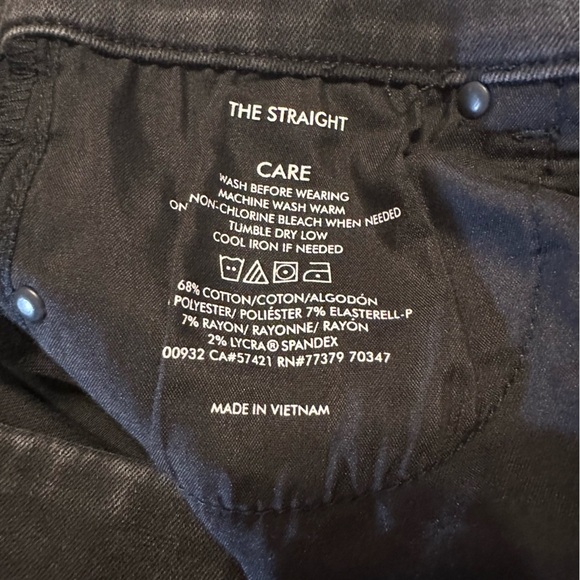 THE STRAIGHT
CARE
WASH BEFORE WEARING
MACHINE WASH WARM
ON NON-CHLORINE BLEACH WHEN NEEDED
TUMBLE DRY LOW
COOL IRON IF NEEDED
68% COTTON/COTON/ALGODÓN
POLYESTER/ POLIÉSTER 7% ELASTERELL-P
7% RAYON/ RAYONNE/ RAYÓN
2% LYCRA® SPANDEX
00932 CA#57421 RN#77379 70347
MADE IN VIETNAM